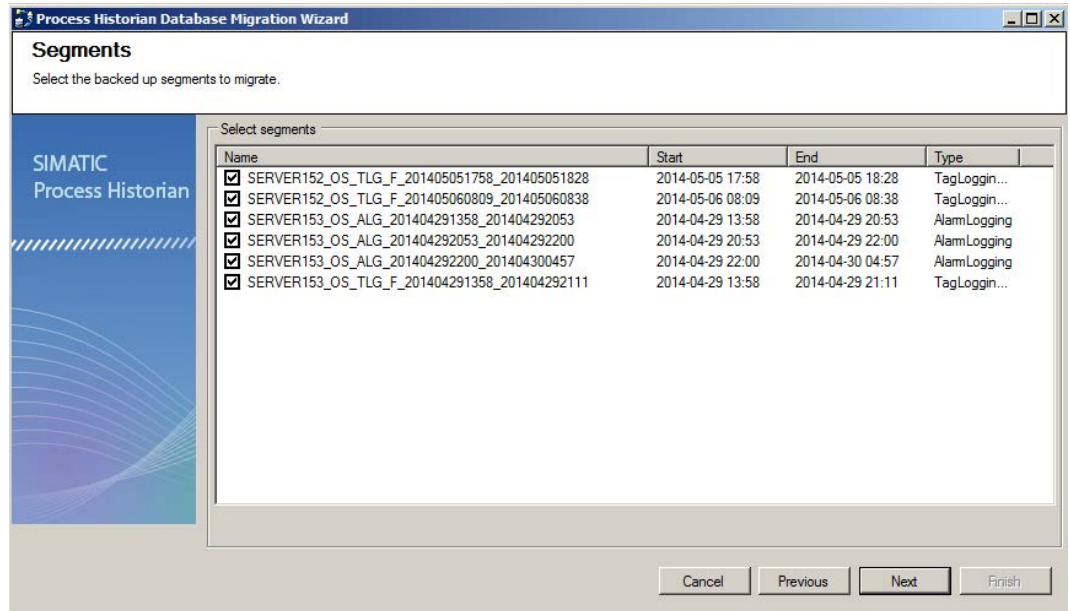 Process Historian Database Migration Wizard
Segments
Select the backed up segments to migrate.
SIMATIC
Process Historian
Select segments
Name Start End Type
SERVER152_OS_TLG_F_201405051758_201405051828 2014-05-05 17:58 2014-05-05 18:28 TagLoggin...
SERVER152_OS_TLG_F_201405060809_201405060838 2014-05-06 08:09 2014-05-06 08:38 TagLoggin...
SERVER153_OS_ALG_201404291358_201404292053 2014-04-29 13:58 2014-04-29 20:53 AlarmLogging
SERVER153_OS_ALG_201404292053_201404292200 2014-04-29 20:53 2014-04-29 22:00 AlarmLogging
SERVER153_OS_ALG_201404292200_201404300457 2014-04-29 22:00 2014-04-30 04:57 AlarmLogging
SERVER153_OS_TLG_F_201404291358_201404292111 2014-04-29 13:58 2014-04-29 21:11 TagLoggin...
Cancel Previous Next Finish